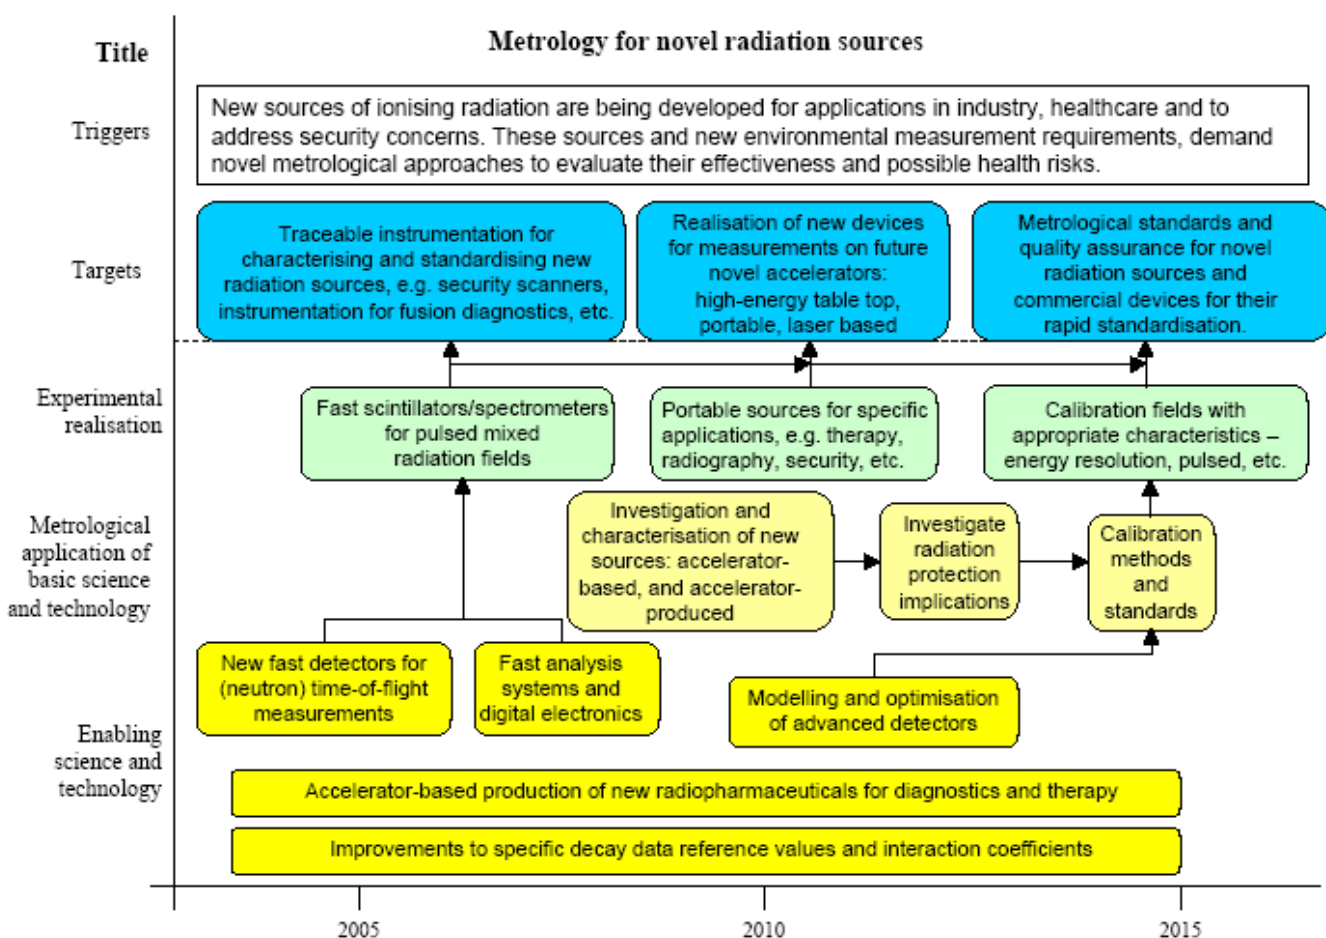 Title
Metrology for novel radiation sources
Triggers
New sources of ionising radiation are being developed for applications in industry, healthcare and to
address security concerns. These sources and new environmental measurement requirements, demand
novel metrological approaches to evaluate their effectiveness and possible health risks.
Targets
Traceable instrumentation for
characterising and standardising new
radiation sources, e.g. security scanners,
instrumentation for fusion diagnostics, etc.
Realisation of new devices
for measurements on future
novel accelerators:
high-energy table top,
portable, laser based
Metrological standards and
quality assurance for novel
radiation sources and
commercial devices for their
rapid standardisation.
Experimental
realisation
Fast scintillators/spectrometers
for pulsed mixed
radiation fields
Portable sources for specific
applications, e.g. therapy,
radiography, security, etc.
Calibration fields with
appropriate characteristics –
energy resolution, pulsed, etc.
Metrological
application of
basic science
and technology
Investigation and
characterisation of new
sources: accelerator-
based, and accelerator-
produced
Investigate
radiation
protection
implications
Calibration
methods
and
standards
Enabling
science and
technology
New fast detectors for
(neutron) time-of-flight
measurements
Fast analysis
systems and
digital electronics
Modelling and optimisation
of advanced detectors
Accelerator-based production of new radiopharmaceuticals for diagnostics and therapy
Improvements to specific decay data reference values and interaction coefficients
2005
2010
2015